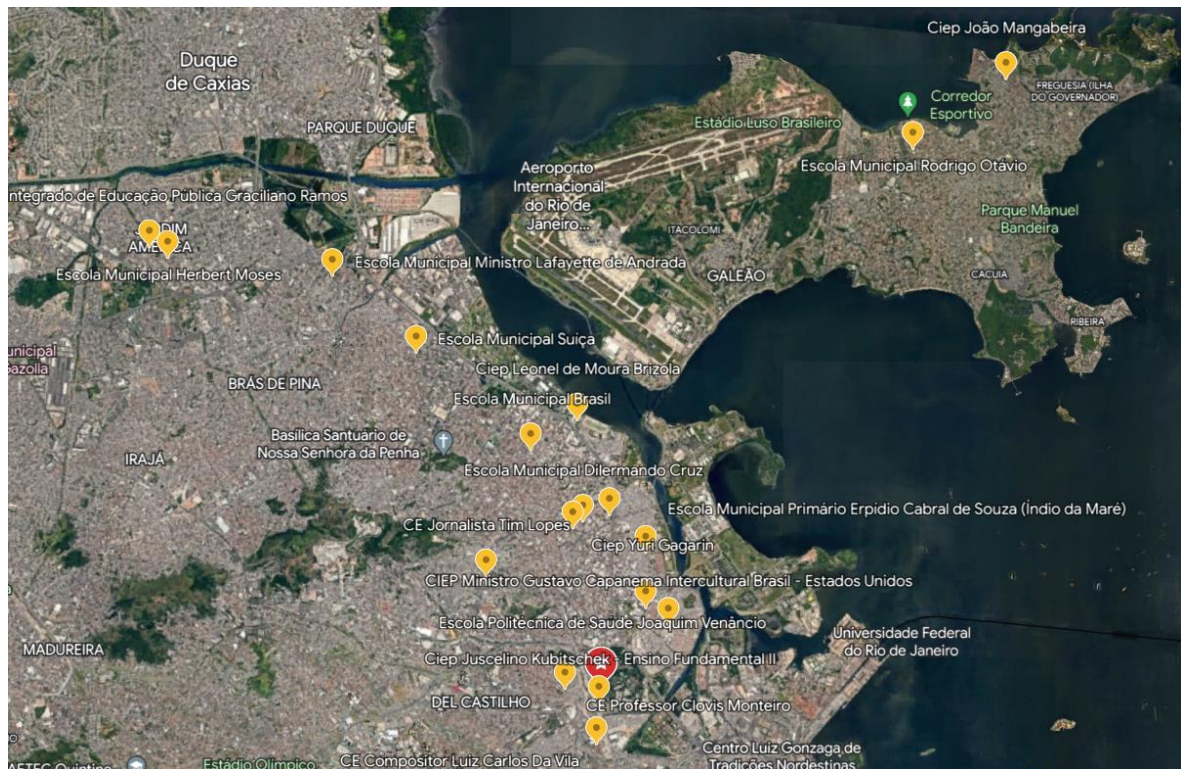 Ciep João Mangabeira
Duque
de Caxias
FREGUESIA (ILHA
DO GOVERNADOR)
Corredor
Esportivo
Estádio Luso Brasileiro
PARQUE DUQUE
Escola Municipal Rodrigo Otávio
Aeroporto
Internacional
do Rio de
Janeiro...
ntegrado de Educação Pública Graciliano Ramos
Parque Manuel
Bandeira
ITACOLOMI
JARDIM
AMÉRICA
Escola Municipal Ministro Lafayette de Andrada
Escola Municipal Herbert Moses
GALEÃO
CACUIA
RIBEIRA
Escola Municipal Suiça
unicipal
Gazolla
Ciep Leonel de Moura Brizola
BRÁS DE PINA
Escola Municipal Brasil
Basílica Santuário de
Nossa Senhora da Penha
IRAJÁ
Escola Municipal Dilermando Cruz
Escola Municipal Primário Erpídio Cabral de Souza (Índio da Maré)
CE Jornalista Tim Lopes
Ciep Yuri Gagarin
CIEP Ministro Gustavo Capanema Intercultural Brasil - Estados Unidos
Escola Politécnica de Saúde Joaquim Venâncio
Universidade Federal
do Rio de Janeiro
MADUREIRA
Ciep Juscelino Kubitschek - Ensino Fundamental II
DEL CASTILHO
CE Professor Clovis Monteiro
Centro Luiz Gonzaga de
Tradições Nordestinas
CE Compositor Luiz Carlos Da Vila
Estádio Olímpico
AETEC Quintino